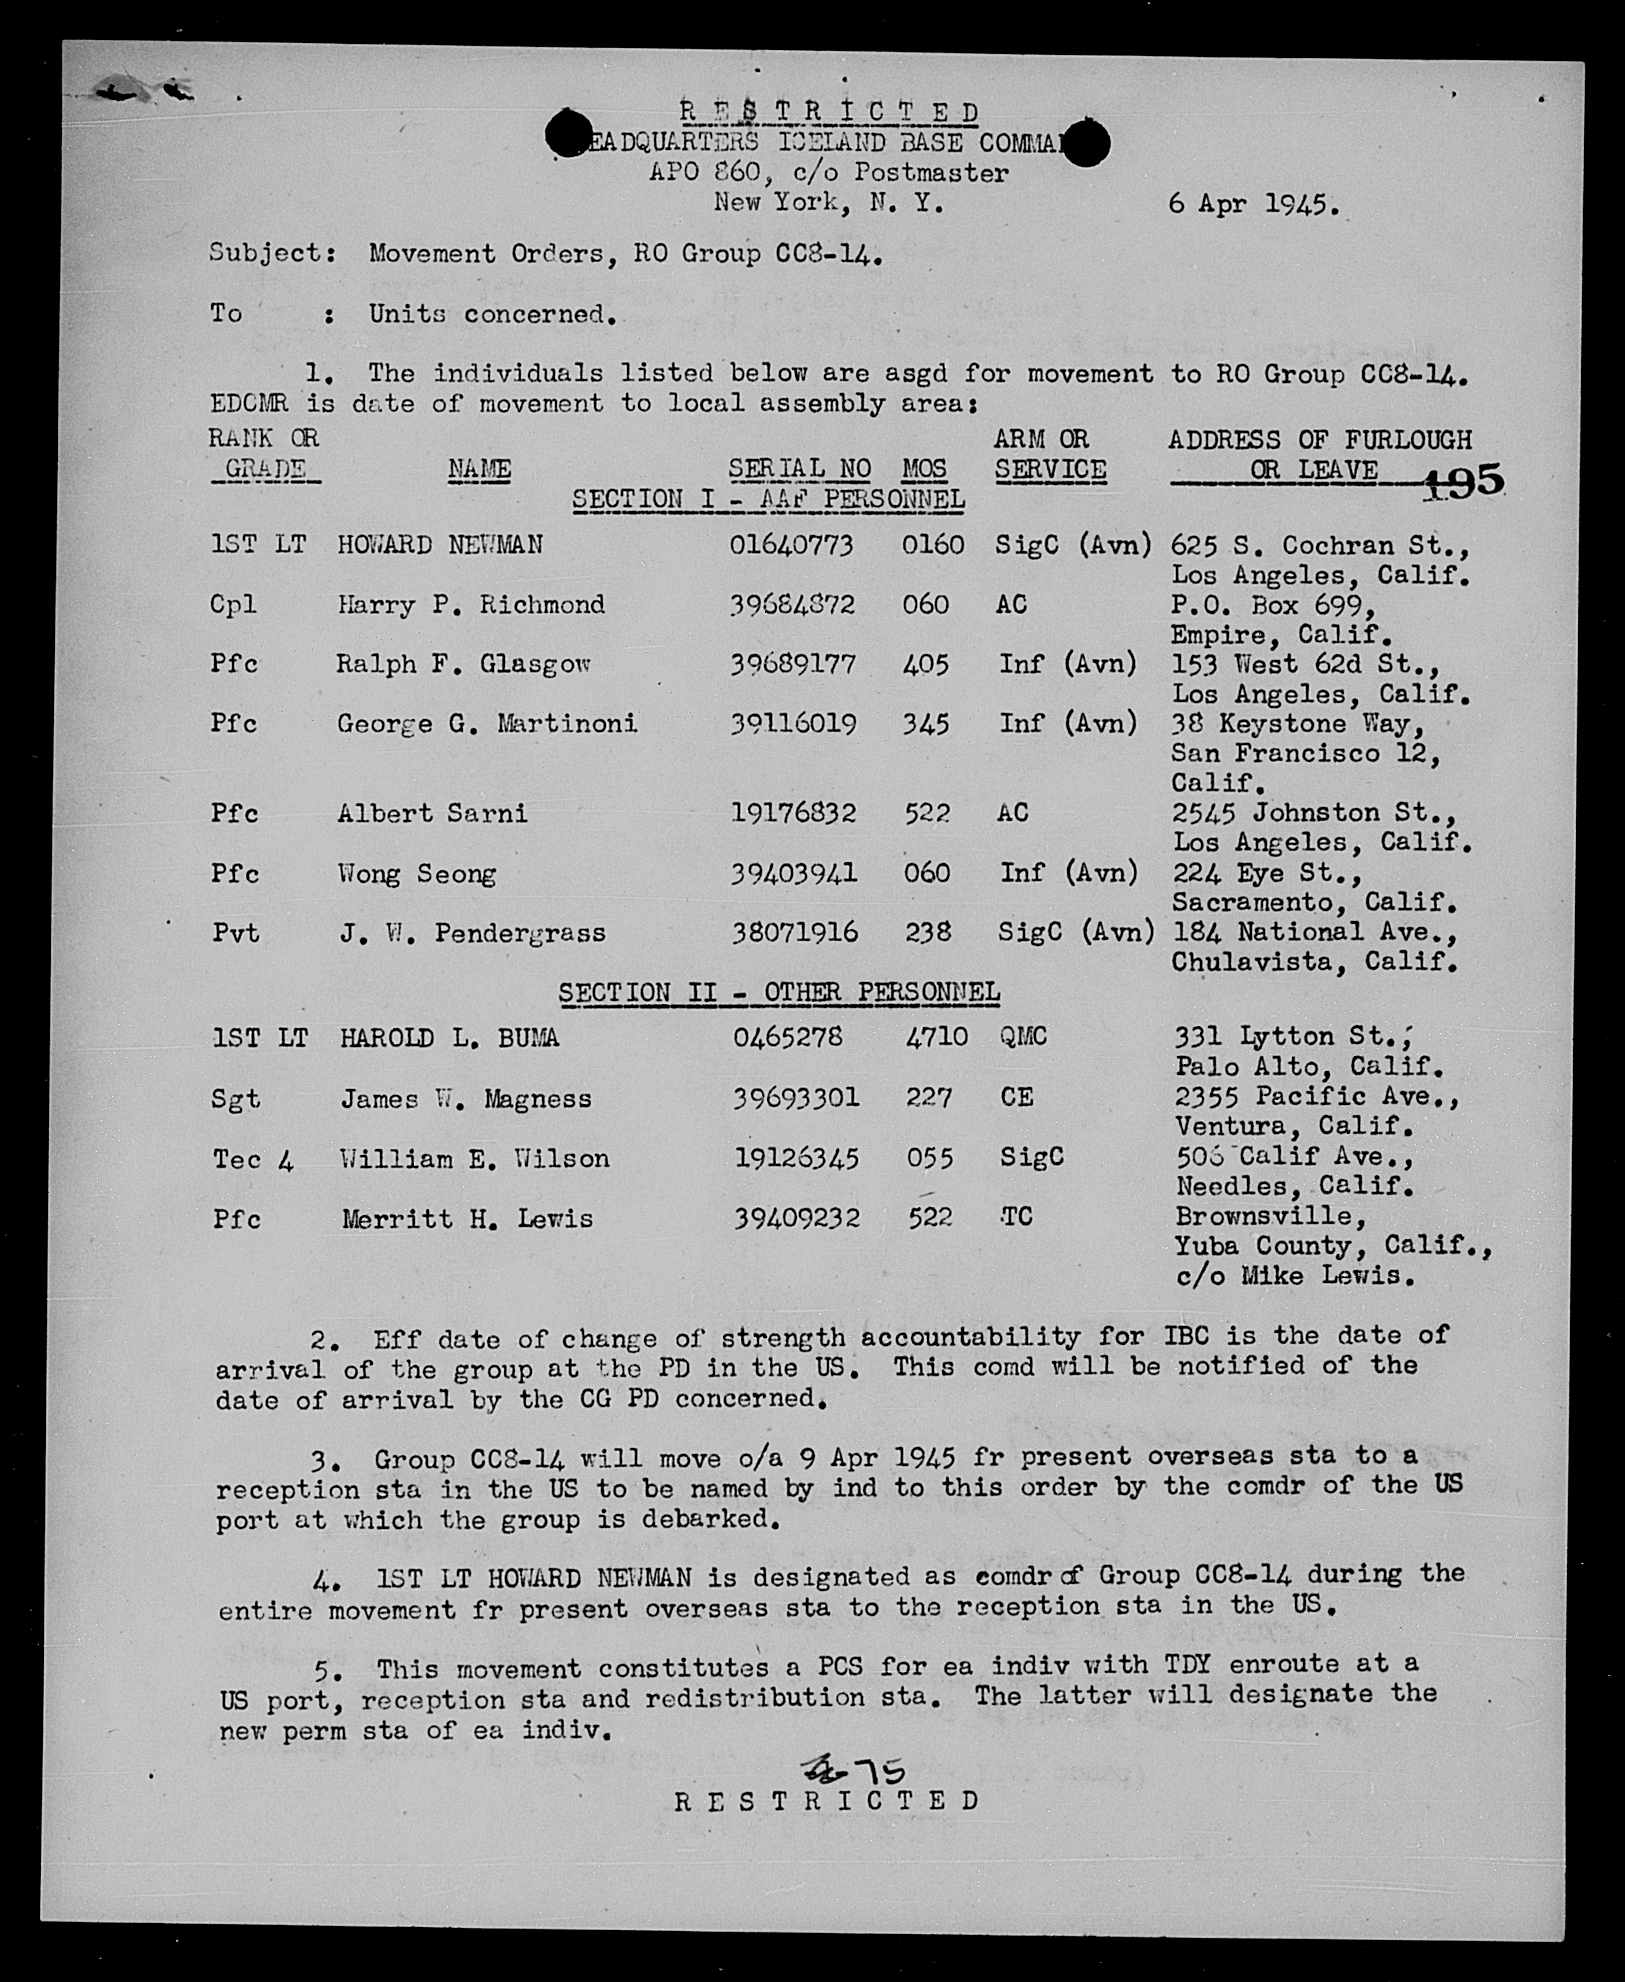 R E S T R I C T E D
HEADQUARTERS ICELAND BASE COMMAND
APO 860, c/o Postmaster
New York, N. Y. 6 Apr 1945.
Subject: Movement Orders, RO Group CC8-14.
To : Units concerned.
1. The individuals listed below are asgd for movement to RO Group CC8-14.
EDCMR is date of movement to local assembly area:
RANK OR ARM OR ADDRESS OF FURLOUGH
GRADE NAME SERIAL NO MOS SERVICE OR LEAVE 195
SECTION I - AAF PERSONNEL
1ST LT HOWARD NEWMAN 01640773 0160 SigC (Avn) 625 S. Cochran St.,
Los Angeles, Calif.
Cpl Harry P. Richmond 39684872 060 AC P.O. Box 699,
Empire, Calif.
Pfc Ralph F. Glasgow 39689177 405 Inf (Avn) 153 West 62d St.,
Los Angeles, Calif.
Pfc George G. Martinoni 39116019 345 Inf (Avn) 38 Keystone Way,
San Francisco 12,
Calif.
Pfc Albert Sarni 19176832 522 AC 2545 Johnston St.,
Los Angeles, Calif.
Pfc Wong Seong 39403941 060 Inf (Avn) 224 Eye St.,
Sacramento, Calif.
Pvt J. W. Pendergrass 38071916 238 SigC (Avn) 184 National Ave.,
Chulavista, Calif.
SECTION II - OTHER PERSONNEL
1ST LT HAROLD L. BUMA 0465278 4710 QMC 331 Lytton St.,
Palo Alto, Calif.
Sgt James W. Magness 39693301 227 CE 2355 Pacific Ave.,
Ventura, Calif.
Tec 4 William E. Wilson 19126345 055 SigC 506 Calif Ave.,
Needles, Calif.
Pfc Merritt H. Lewis 39409232 522 TC Brownsville,
Yuba County, Calif.,
c/o Mike Lewis.
2. Eff date of change of strength accountability for IBC is the date of
arrival of the group at the PD in the US. This comd will be notified of the
date of arrival by the CG PD concerned.
3. Group CC8-14 will move o/a 9 Apr 1945 fr present overseas sta to a
reception sta in the US to be named by ind to this order by the comdr of the US
port at which the group is debarked.
4. 1ST LT HOWARD NEWMAN is designated as comdr of Group CC8-14 during the
entire movement fr present overseas sta to the reception sta in the US.
5. This movement constitutes a PCS for ea indiv with TDY enroute at a
US port, reception sta and redistribution sta. The latter will designate the
new perm sta of ea indiv.
75
R E S T R I C T E D